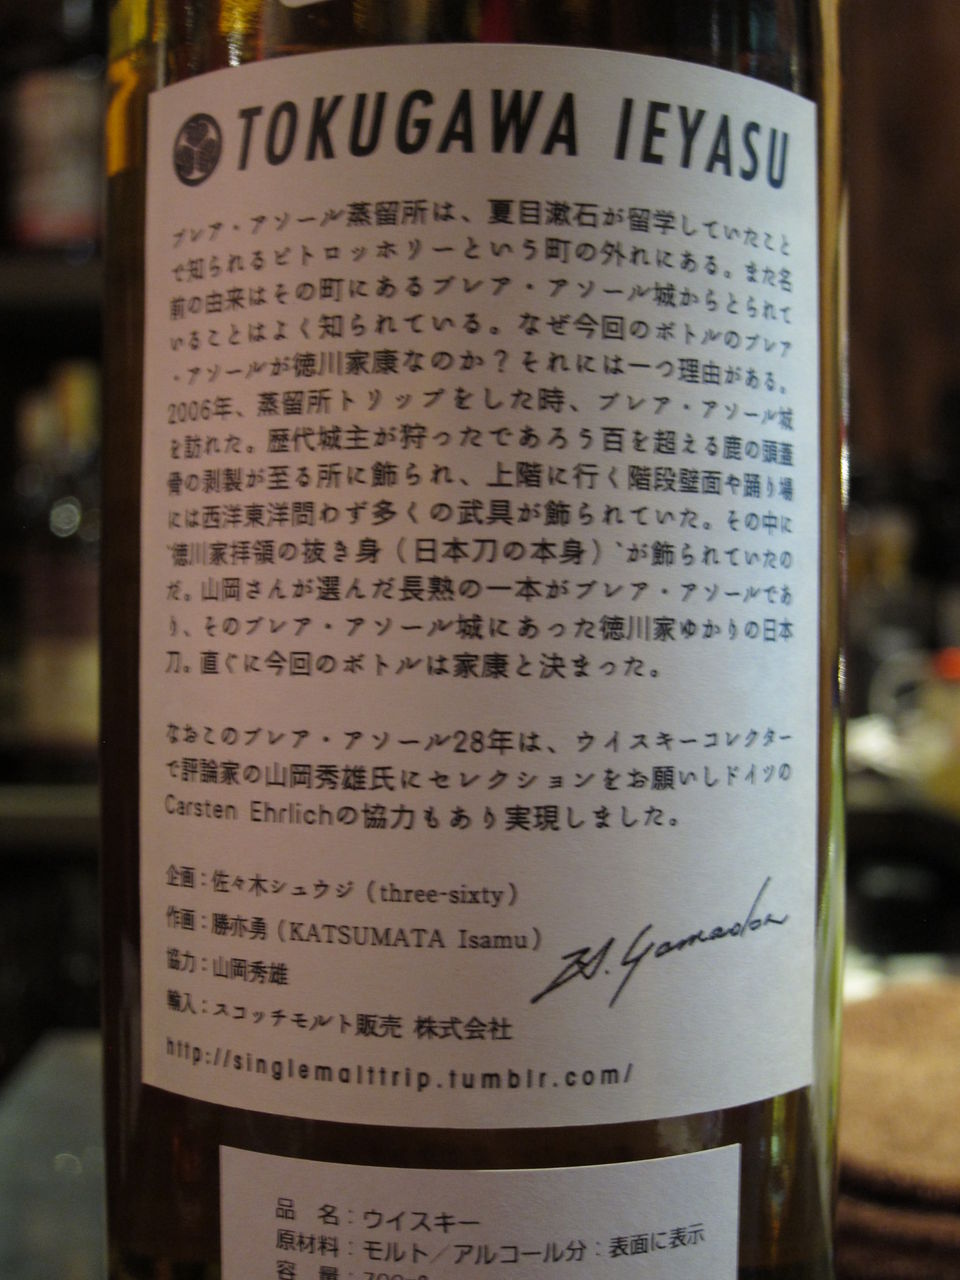 TOKUGAWA IEYASU
ブレア・アソール蒸留所は、夏目漱石が留学していたこと
で知られるピトロッホリーという町の外れにある。また名
前の由来はその町にあるブレア・アソール城からとられて
いることはよく知られている。なぜ今回のボトルのブレア
・アソールが徳川家康なのか？それには一つ理由がある。
2006年、蒸留所トリップをした時、ブレア・アソール城
を訪れた。歴代城主が狩ったであろう百を超える鹿の頭蓋
骨の剥製が至る所に飾られ、上階に行く階段壁面や踊り場
には西洋東洋問わず多くの武具が飾られていた。その中に
‵徳川家拝領の抜き身（日本刀の本身）‵が飾られていたの
だ。山岡さんが選んだ長熟の一本がブレア・アソールであ
り、そのブレア・アソール城にあった徳川家ゆかりの日本
刀。直ぐに今回のボトルは家康と決まった。
なおこのブレア・アソール28年は、ウイスキーコレクター
で評論家の山岡秀雄氏にセレクションをお願いしドイツの
Carsten Ehrlichの協力もあり実現しました。
企画：佐々木シュウジ（three-sixty）
作画：勝亦勇（KATSUMATA Isamu）
協力：山岡秀雄
H. Yamaoka
輸入：スコッチモルト販売 株式会社
http://singlemalttrip.tumblr.com/
品 名：ウイスキー
原材料：モルト／アルコール分：表面に表示
容 量：700